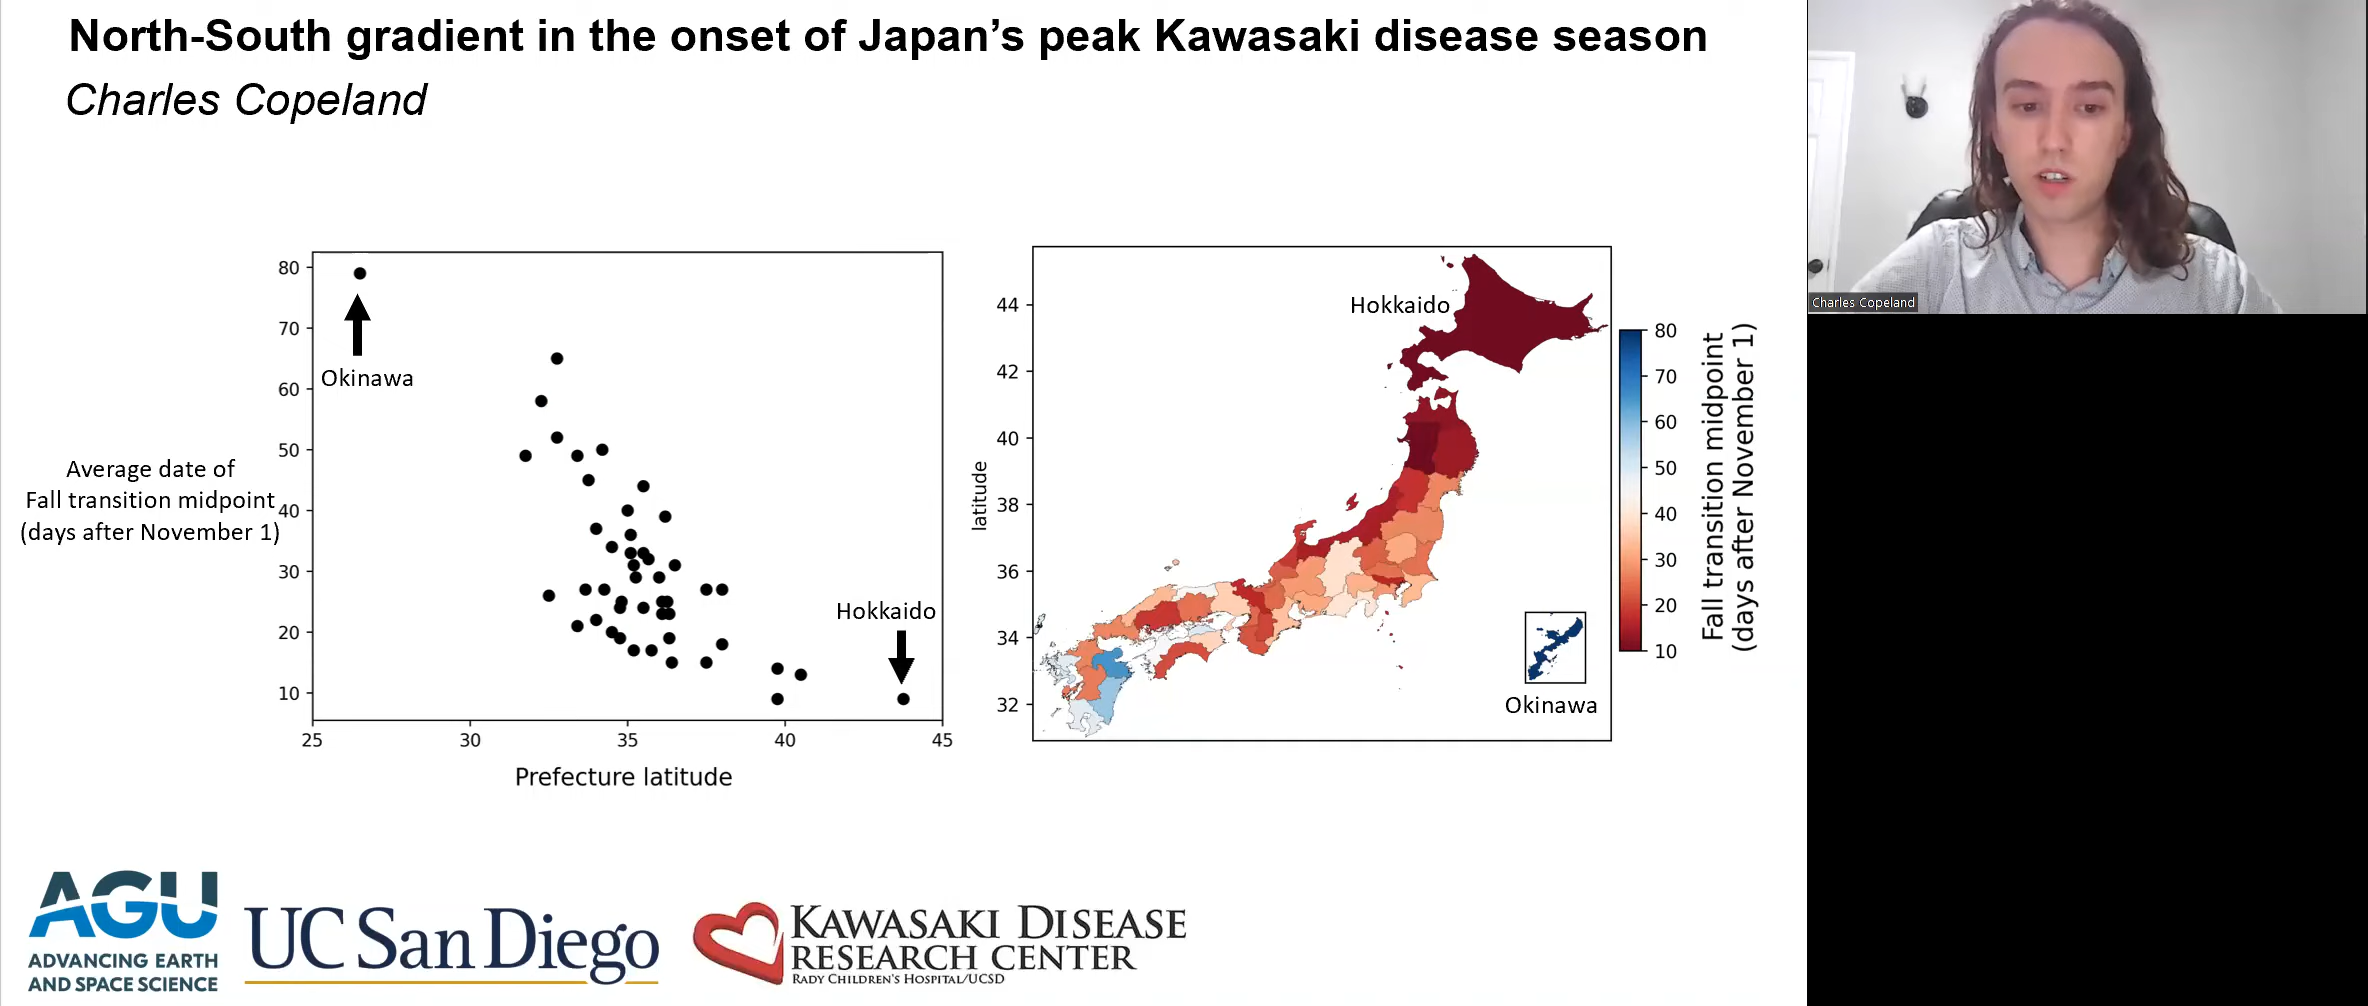 North-South gradient in the onset of Japan’s peak Kawasaki disease season
Charles Copeland
Charles Copeland
80
70
60
50
40
30
20
10
Okinawa
Hokkaido
Average date of
Fall transition midpoint
(days after November 1)
25
30
35
40
45
Prefecture latitude
44
42
40
38
36
34
32
latitude
Hokkaido
Okinawa
80
70
60
50
40
30
20
10
Fall transition midpoint
(days after November 1)
AGU
ADVANCING EARTH
AND SPACE SCIENCE
UC San Diego
KAWASAKI DISEASE
RESEARCH CENTER
RADY CHILDREN'S HOSPITAL/UCSD